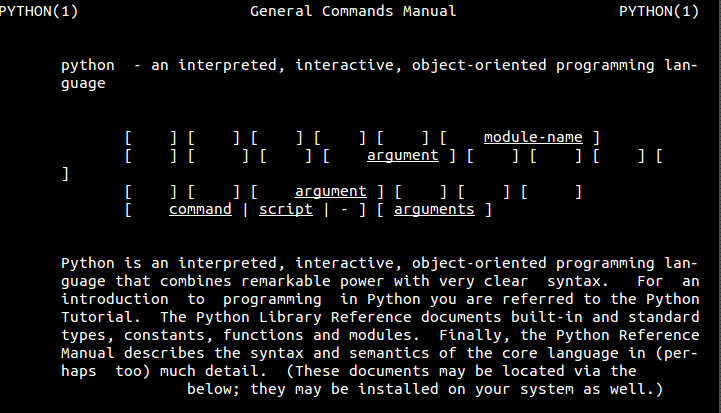 PYTHON(1) General Commands Manual PYTHON(1)
python - an interpreted, interactive, object-oriented programming lan-
guage
[ ] [ ] [ ] [ ] [ ] [ module-name ]
[ ] [ ] [ ] [ argument ] [ ] [ ] [ ] [
]
[ ] [ ] [ argument ] [ ] [ ] [ ]
[ command | script | - ] [ arguments ]
Python is an interpreted, interactive, object-oriented programming lan-
guage that combines remarkable power with very clear syntax. For an
introduction to programming in Python you are referred to the Python
Tutorial. The Python Library Reference documents built-in and standard
types, constants, functions and modules. Finally, the Python Reference
Manual describes the syntax and semantics of the core language in (per-
haps too) much detail. (These documents may be located via the
below; they may be installed on your system as well.)